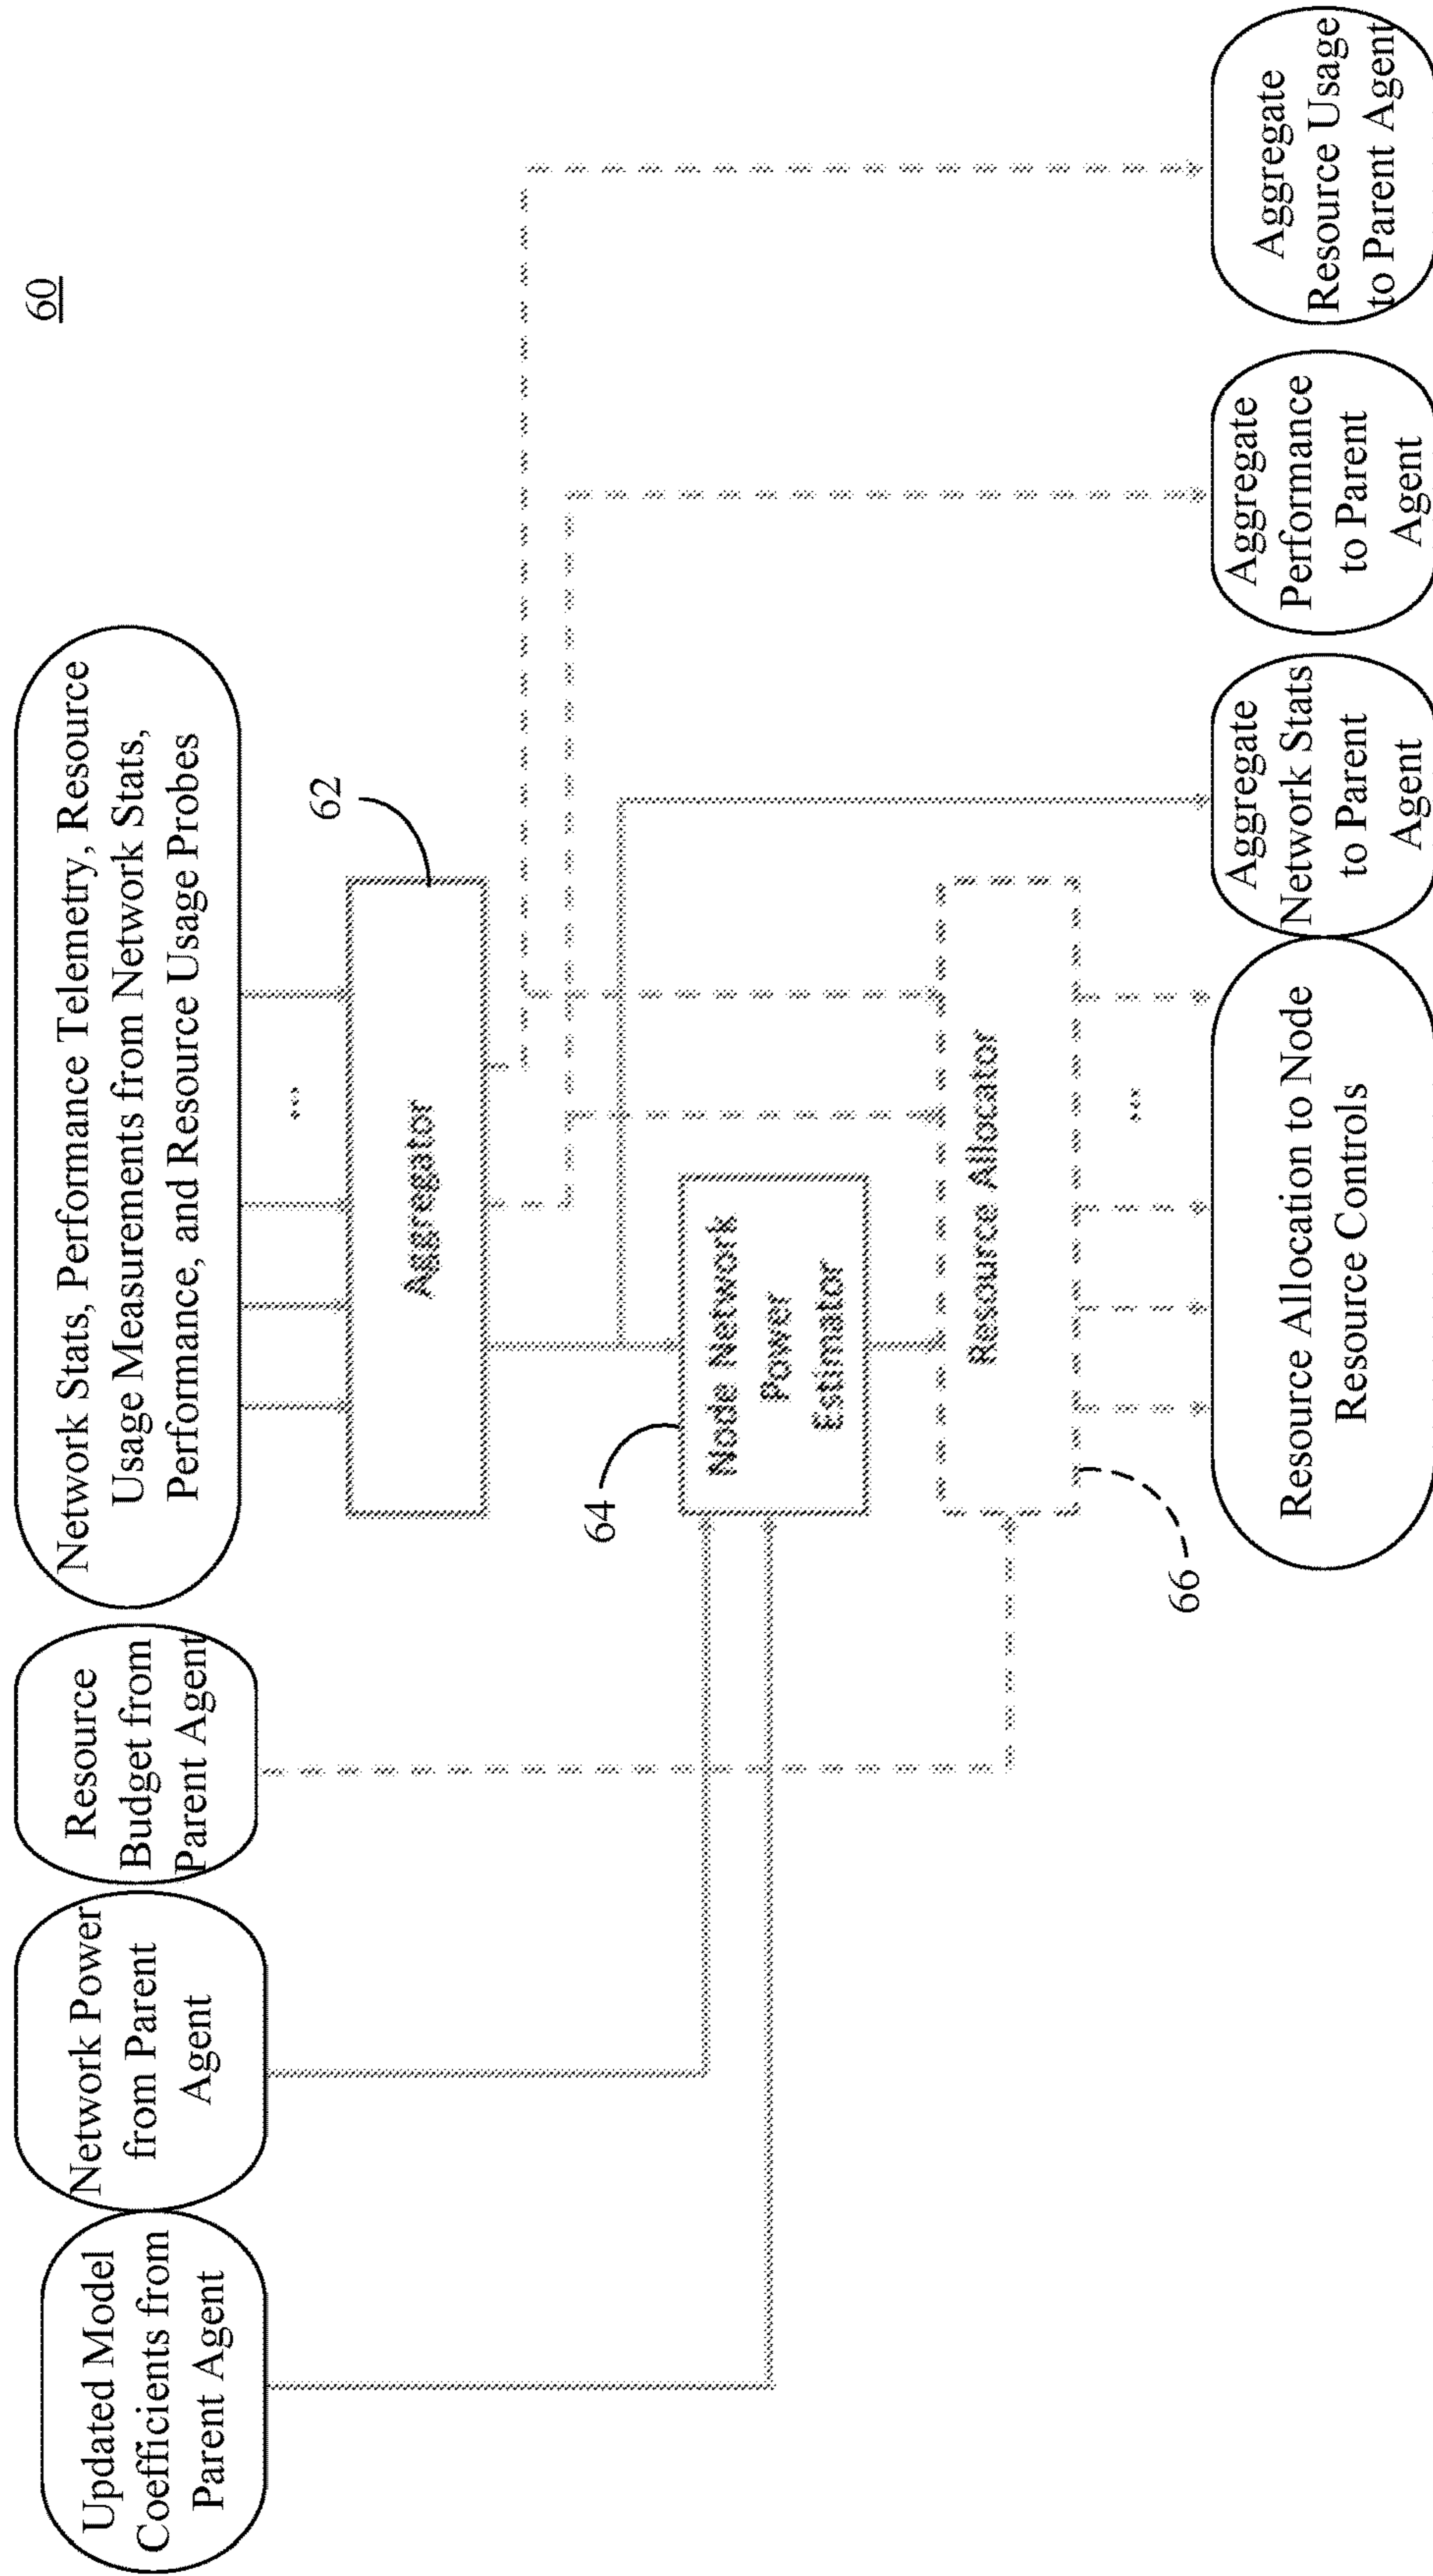 60
Updated Model
Coefficients from
Parent Agent
Network Power
from Parent
Agent
Resource
Budget from
Parent Agent
Network Stats, Performance Telemetry, Resource
Usage Measurements from Network Stats,
Performance, and Resource Usage Probes
...
62
Aggregator
64
Node Network
Power
Estimator
Resource Allocator
66
...
Resource Allocation to Node
Resource Controls
Aggregate
Network Stats
to Parent
Agent
Aggregate
Performance
to Parent
Agent
Aggregate
Resource Usage
to Parent Agent